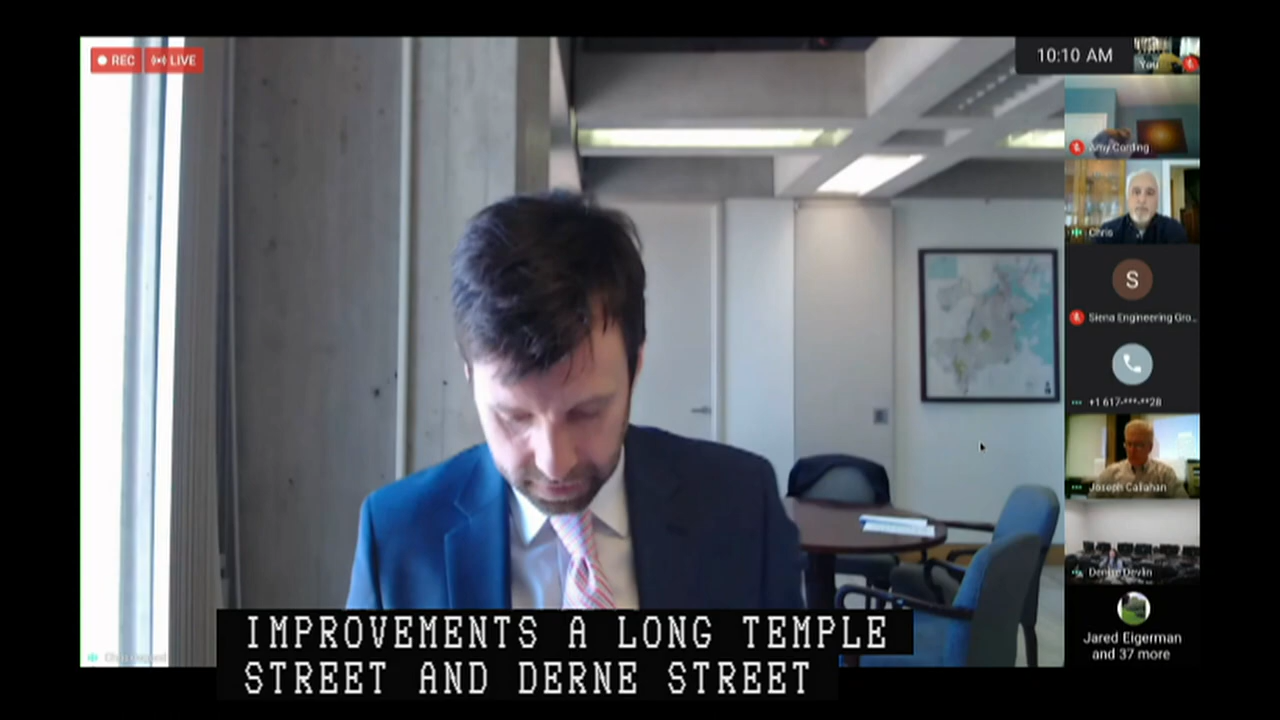 REC
LIVE
10:10 AM
You
Amy Cording
Chris
S
Siena Engineering Gro...
+1 617-***-**28
Joseph Callahan
Denise Devlin
Jared Eigerman
and 37 more
IMPROVEMENTS A LONG TEMPLE
STREET AND DERNE STREET